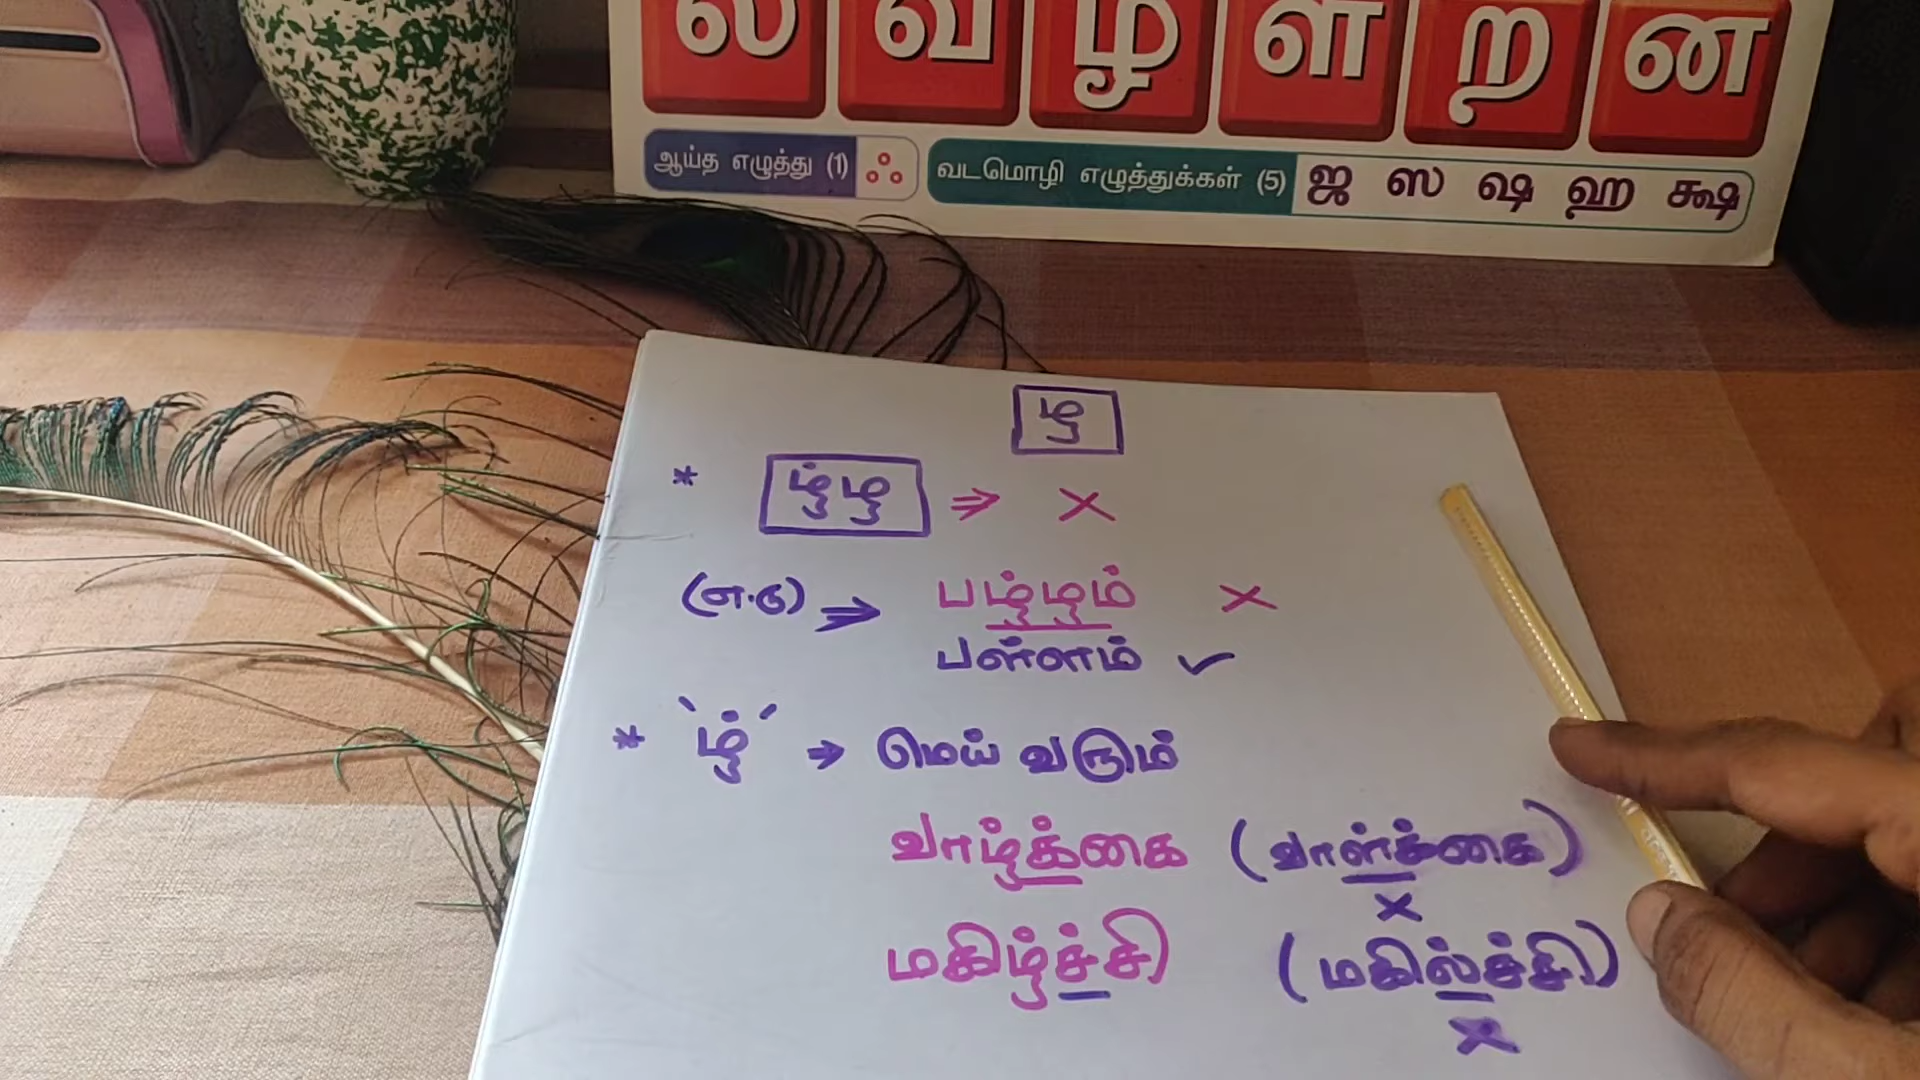 ல வ ழ ள ற ன
ஆய்த எழுத்து (1) ஃ வடமொழி எழுத்துக்கள் (5) ஜ ஸ ஷ ஹ க்ஷ
ழ
* ழ்ழ ⇒ ×
(எ.டு) ⇒ பழ்ழம் ×
பள்ளம் ✓
* 'ழ்' → மெய் வரும்
வாழ்க்கை (வாள்க்கை)
×
மகிழ்ச்சி (மகில்ச்சி)
×